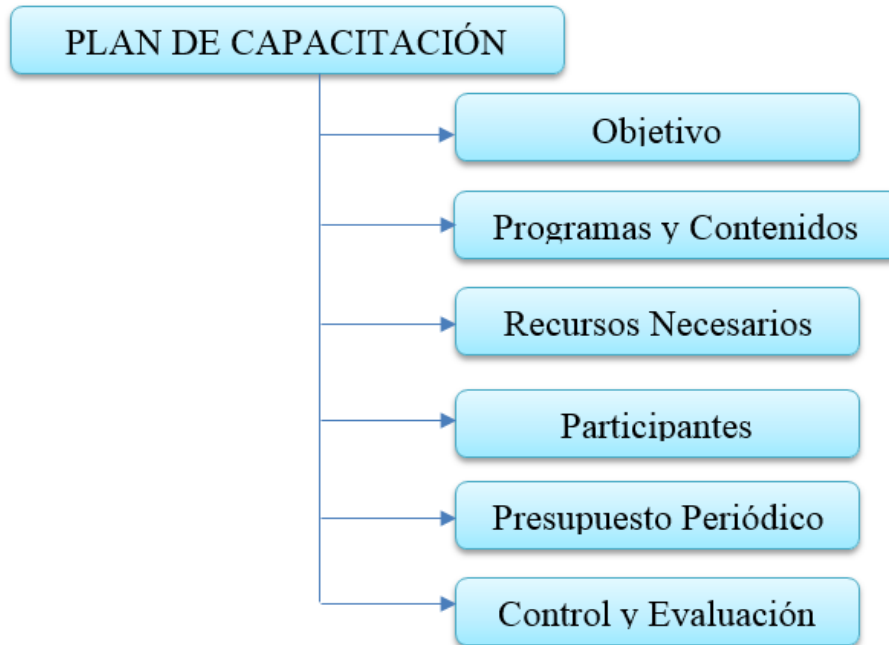 PLAN DE CAPACITACIÓN
Objetivo
Programas y Contenidos
Recursos Necesarios
Participantes
Presupuesto Periódico
Control y Evaluación